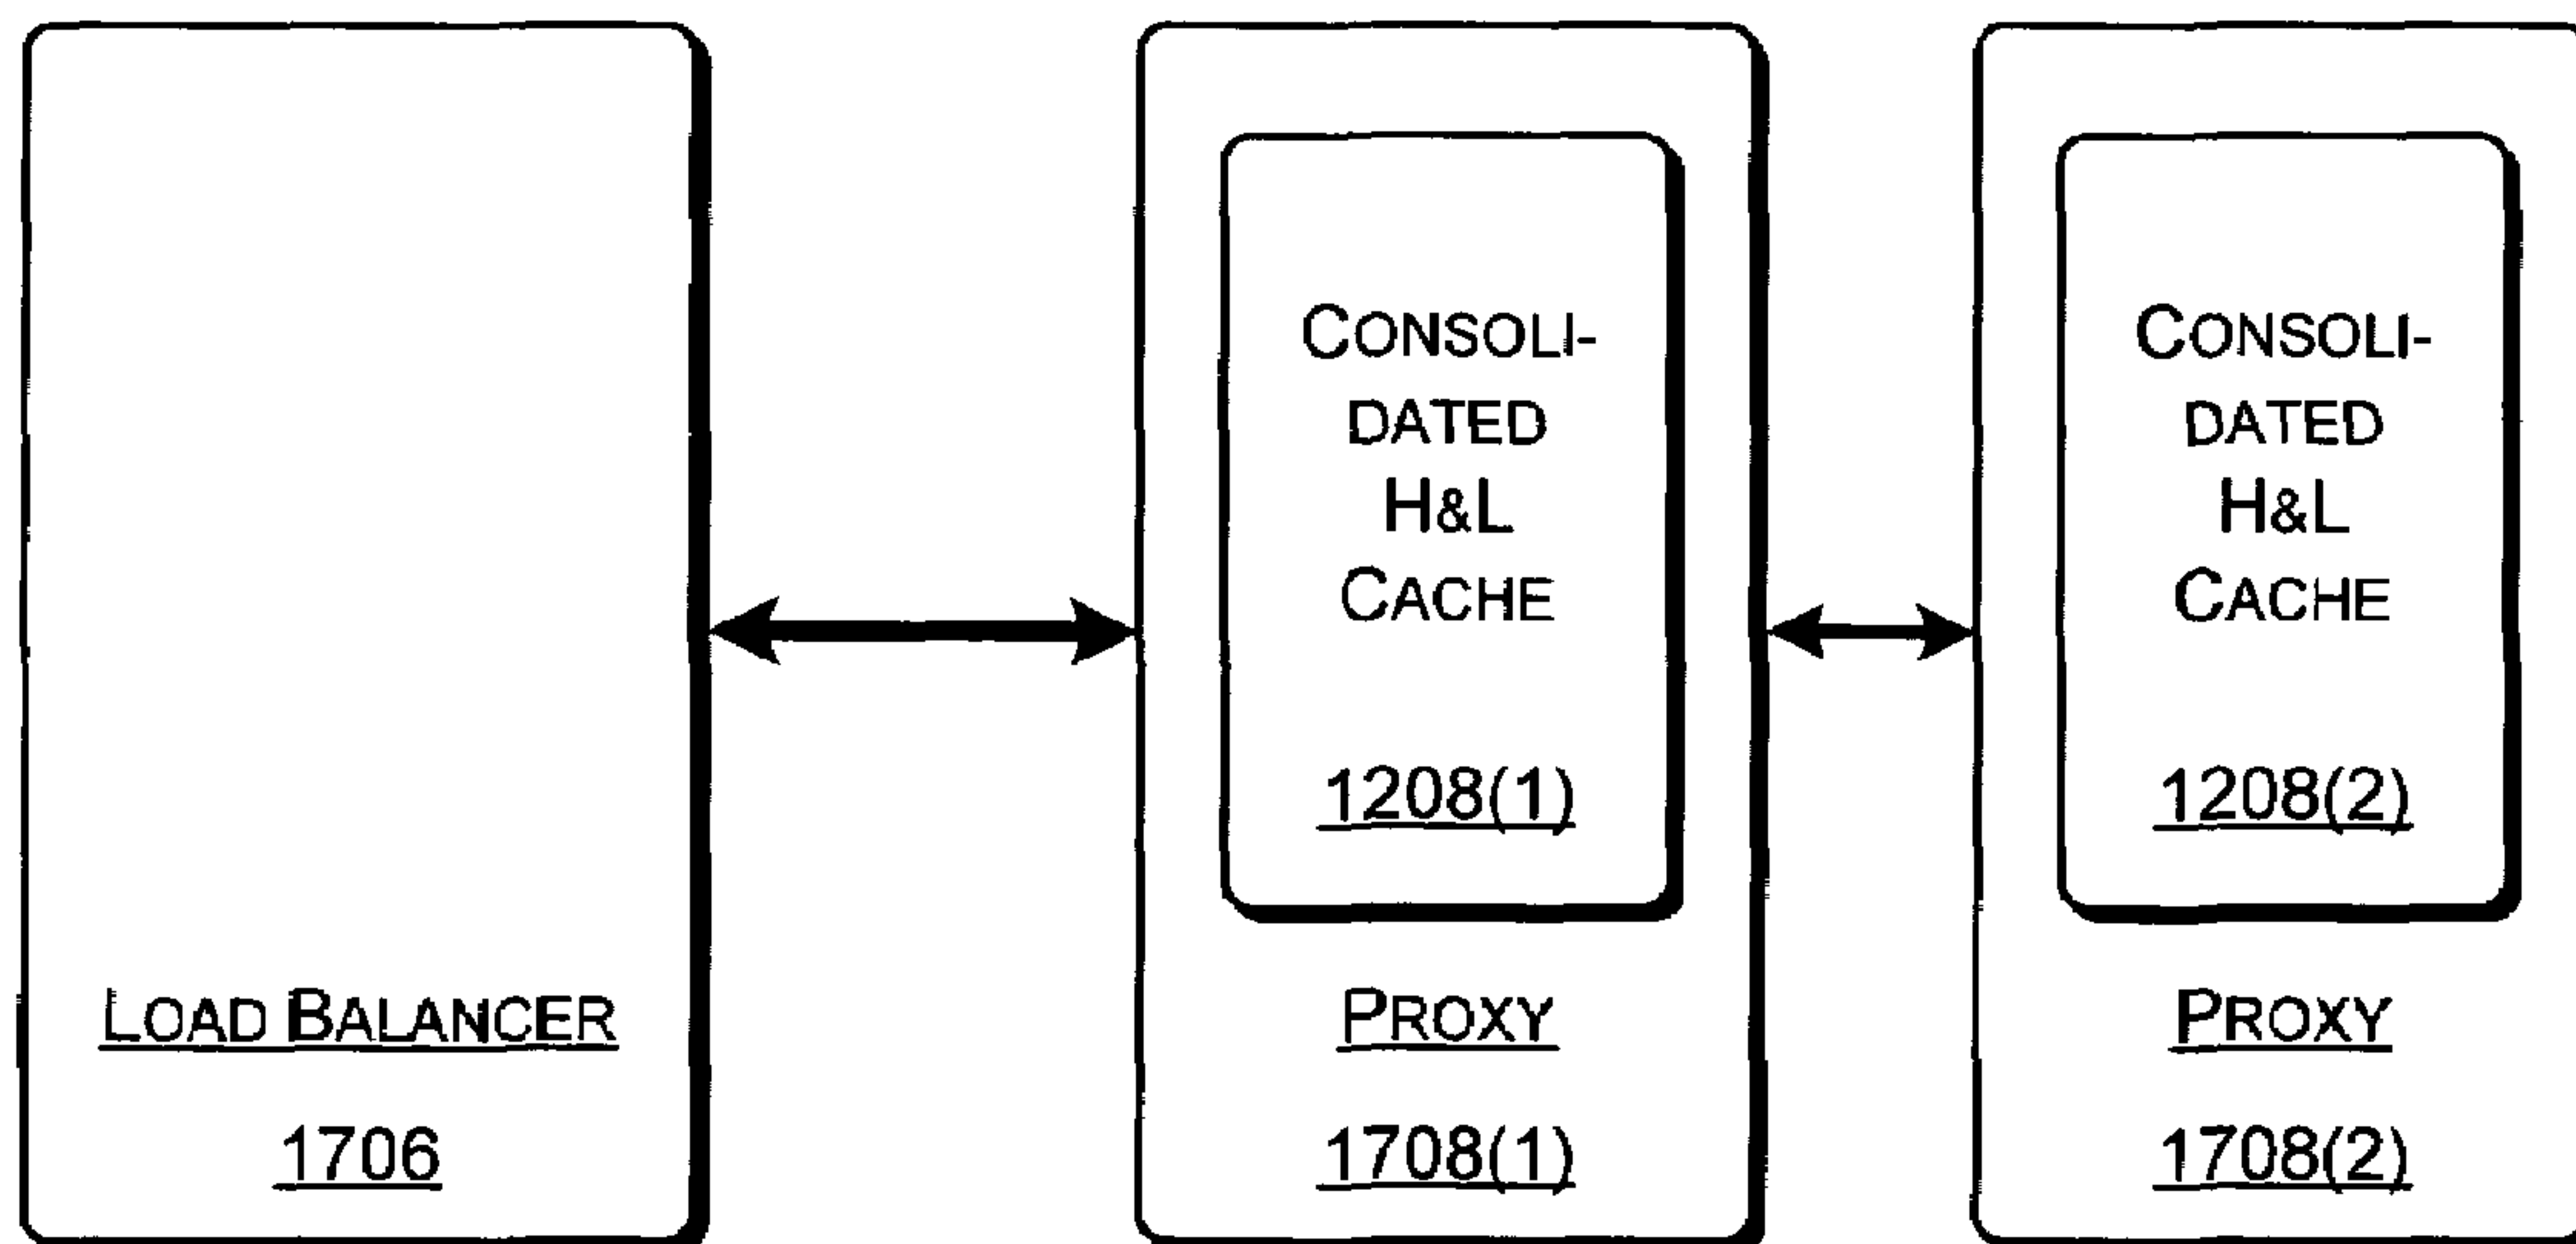 CONSOLI-
DATED
H&L
CACHE
1208(1)
CONSOLI-
DATED
H&L
CACHE
1208(2)
LOAD BALANCER
1706
PROXY
1708(1)
PROXY
1708(2)